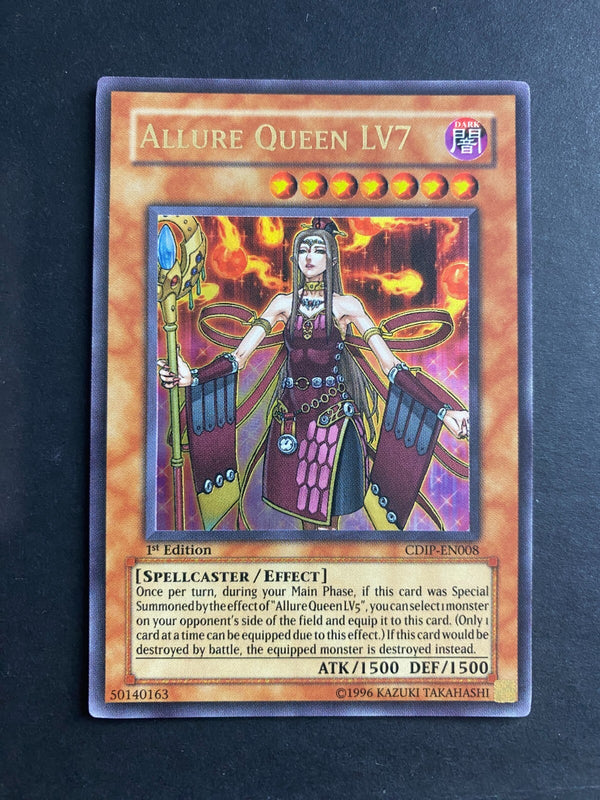 ALLURE QUEEN LV7
DARK
闇
1st Edition
CDIP-EN008
[SPELLCASTER/EFFECT]
Once per turn, during your Main Phase, if this card was Special
Summoned by the effect of "Allure Queen LV5", you can select 1 monster
on your opponent's side of the field and equip it to this card. (Only 1
card at a time can be equipped due to this effect.) If this card would be
destroyed by battle, the equipped monster is destroyed instead.
ATK/1500 DEF/1500
50140163
©1996 KAZUKI TAKAHASHI